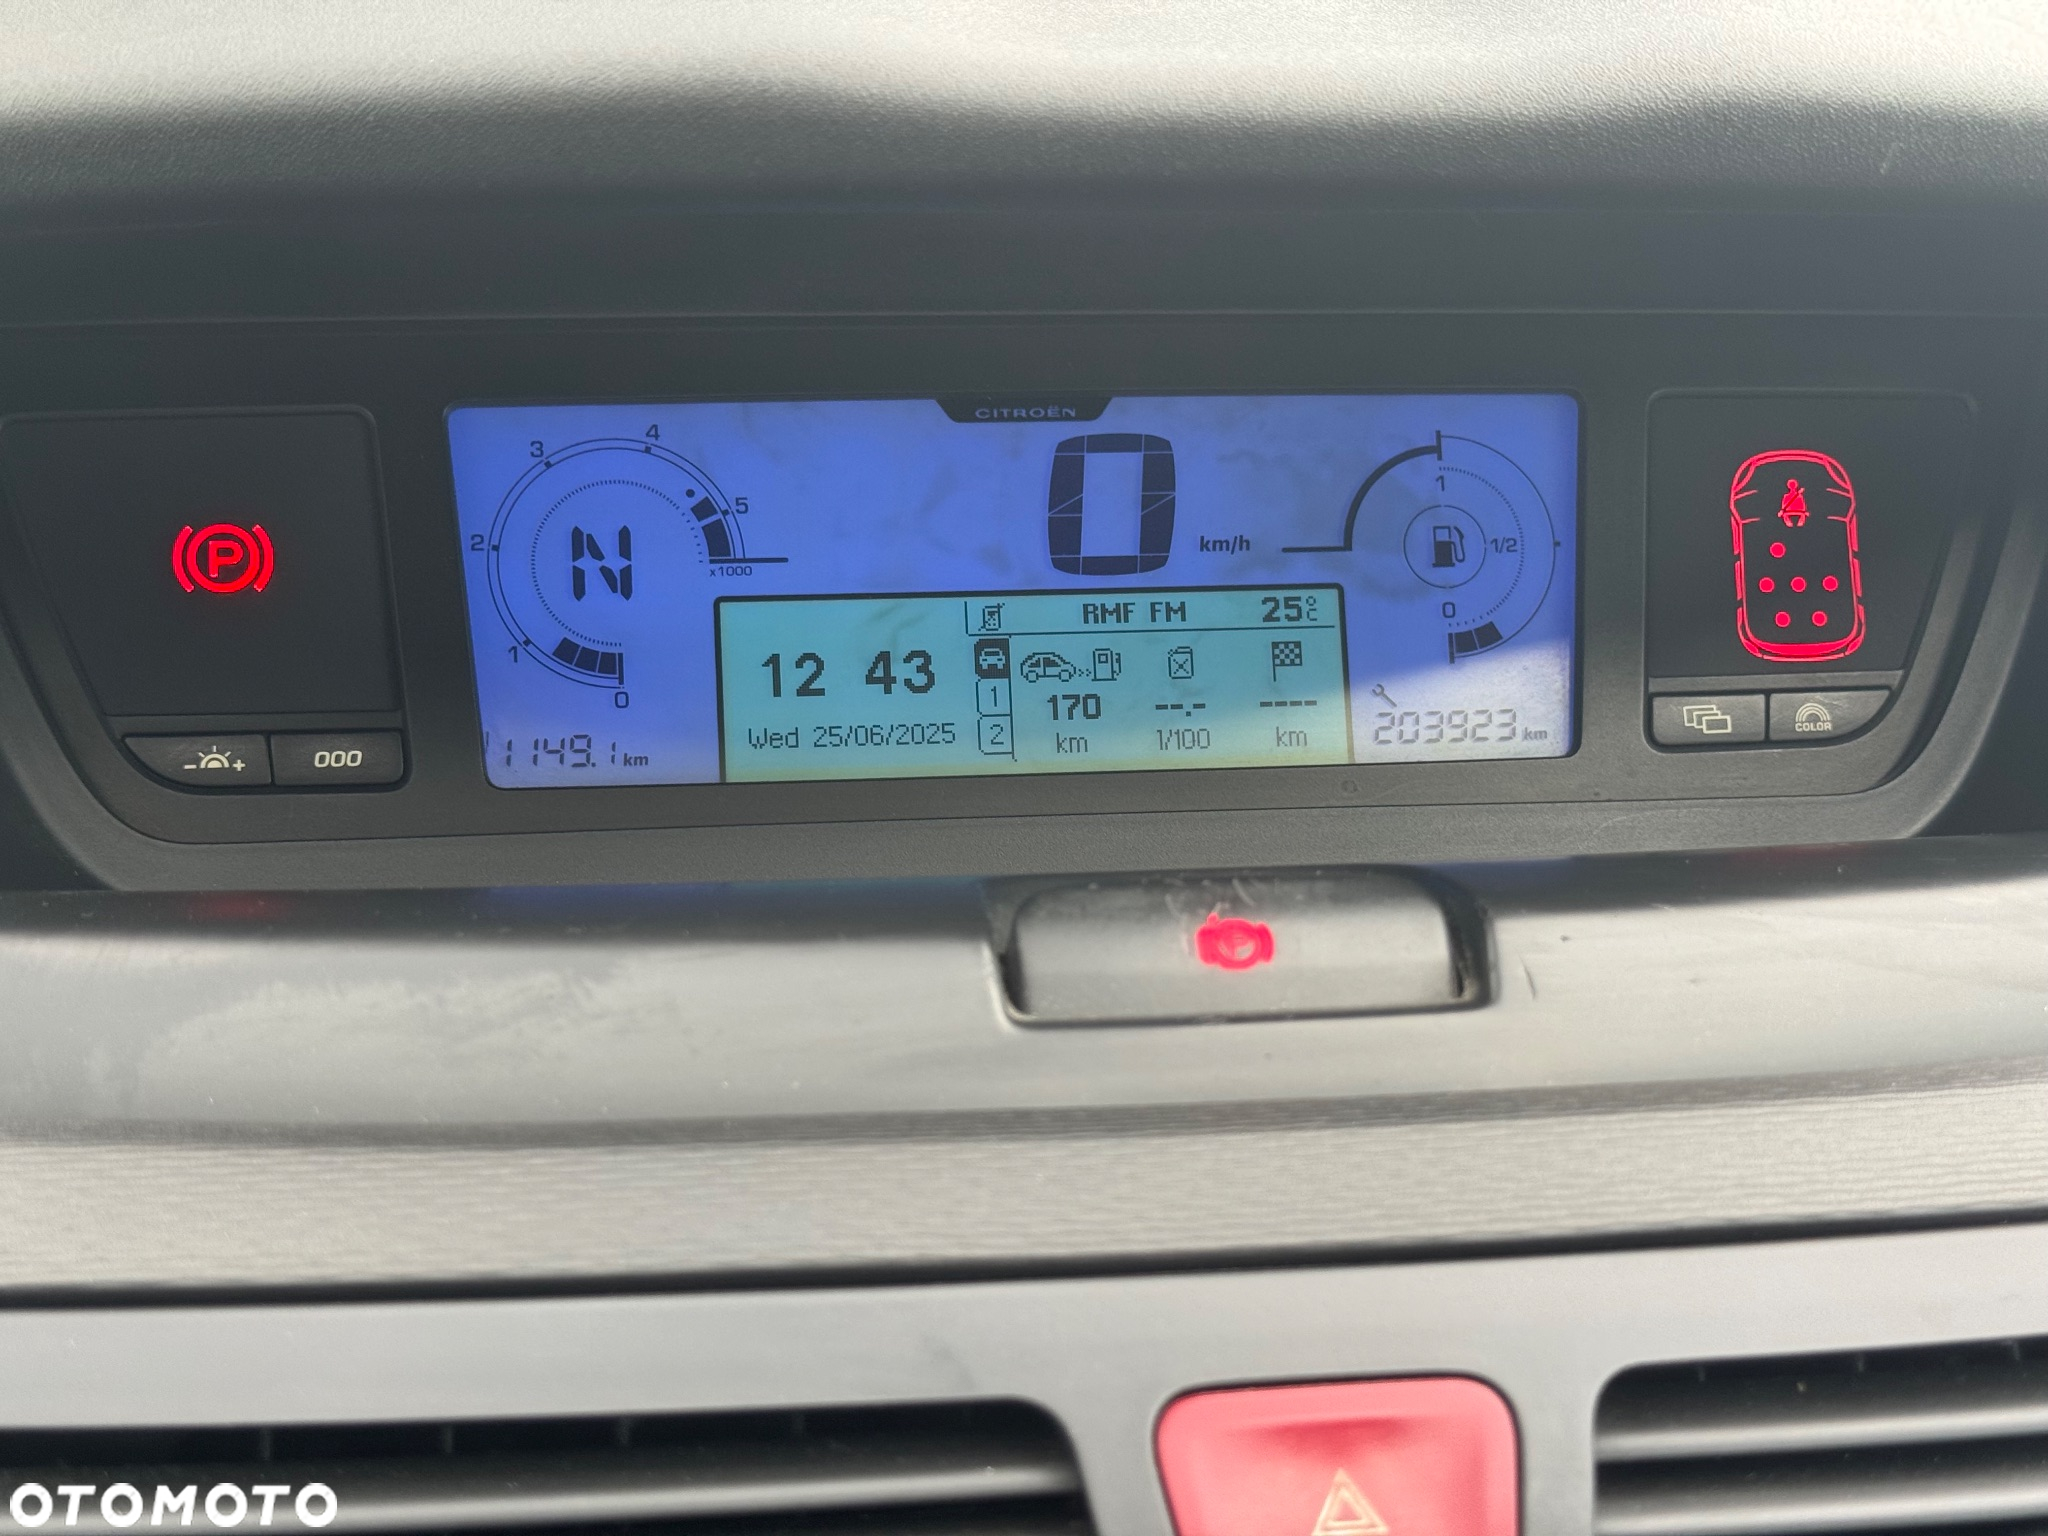 CITROËN
4
3
5
2
N
x1000
1
0
0
km/h
1
1/2
0
P
RMF FM 25°C
12 43
170 --.- ----
1
Wed 25/06/2025 2 km 1/100 km
1149.1 km
203923 km
-☀+ 000
COLOR
P
OTOMOTO